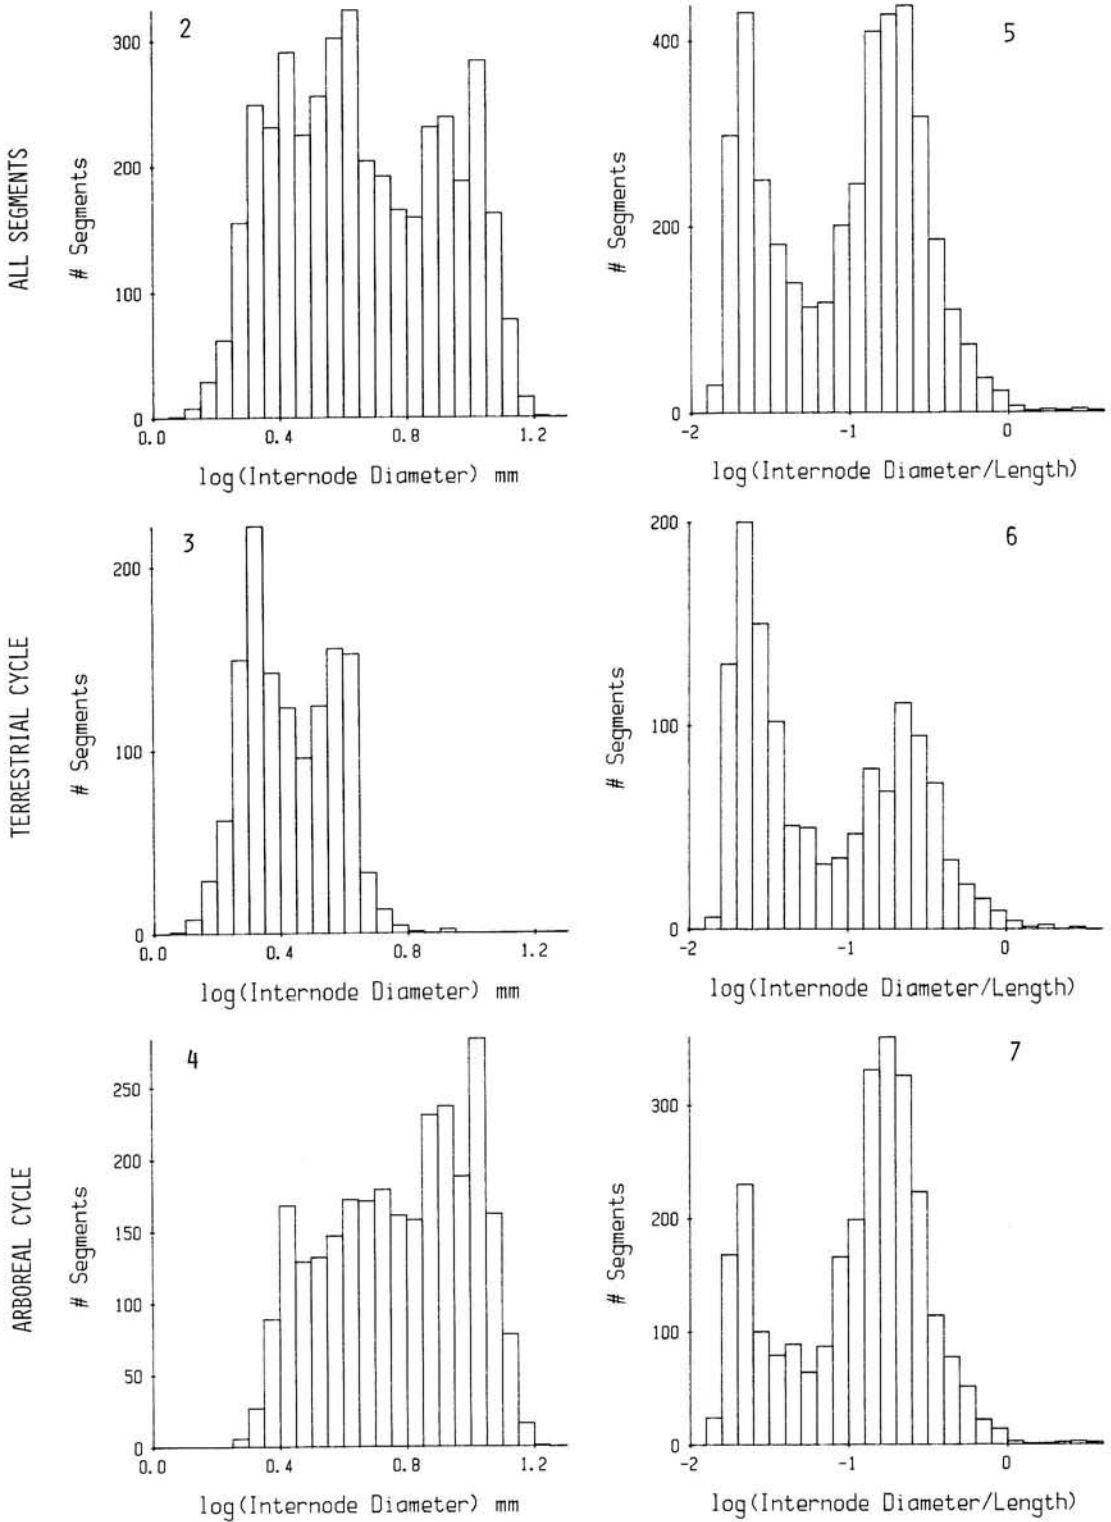 ALL SEGMENTS
2
# Segments
300
200
100
0
0.0 0.4 0.8 1.2
log(Internode Diameter) mm
5
# Segments
400
200
0
-2 -1 0
log(Internode Diameter/Length)
TERRESTRIAL CYCLE
3
# Segments
200
100
0
0.0 0.4 0.8 1.2
log(Internode Diameter) mm
6
# Segments
200
100
0
-2 -1 0
log(Internode Diameter/Length)
ARBOREAL CYCLE
4
# Segments
250
200
150
100
50
0
0.0 0.4 0.8 1.2
log(Internode Diameter) mm
7
# Segments
300
200
100
0
-2 -1 0
log(Internode Diameter/Length)